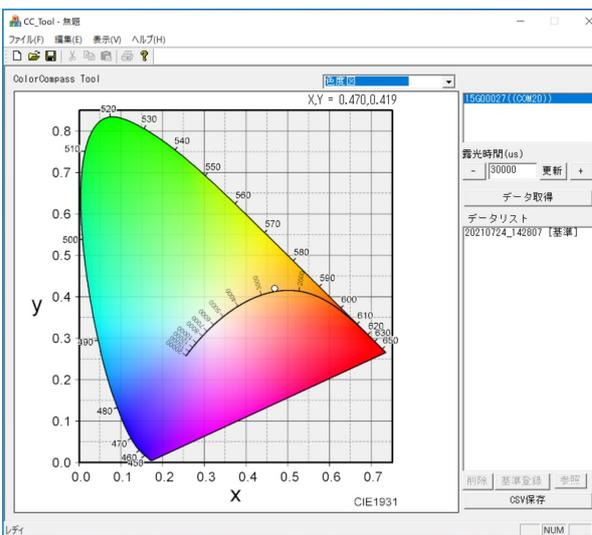 CC_Tool - 無題
ファイル(F) 編集(E) 表示(V) ヘルプ(H)
ColorCompass Tool
色度図
X,Y = 0.470,0.419
15G00027((COM20))
露光時間(us)
- 30000 更新 +
データ取得
データリスト
20210724_142807 [基準]
520
530
540
510
550
560
570
500
580
590
600
610
620
630
650
490
480
470
460
450
0.8
0.7
0.6
0.5
0.4
0.3
0.2
0.1
0.0
y
0.0 0.1 0.2 0.3 0.4 0.5 0.6 0.7
x
CIE1931
削除 基準登録 参照
CSV保存
レディ
NUM